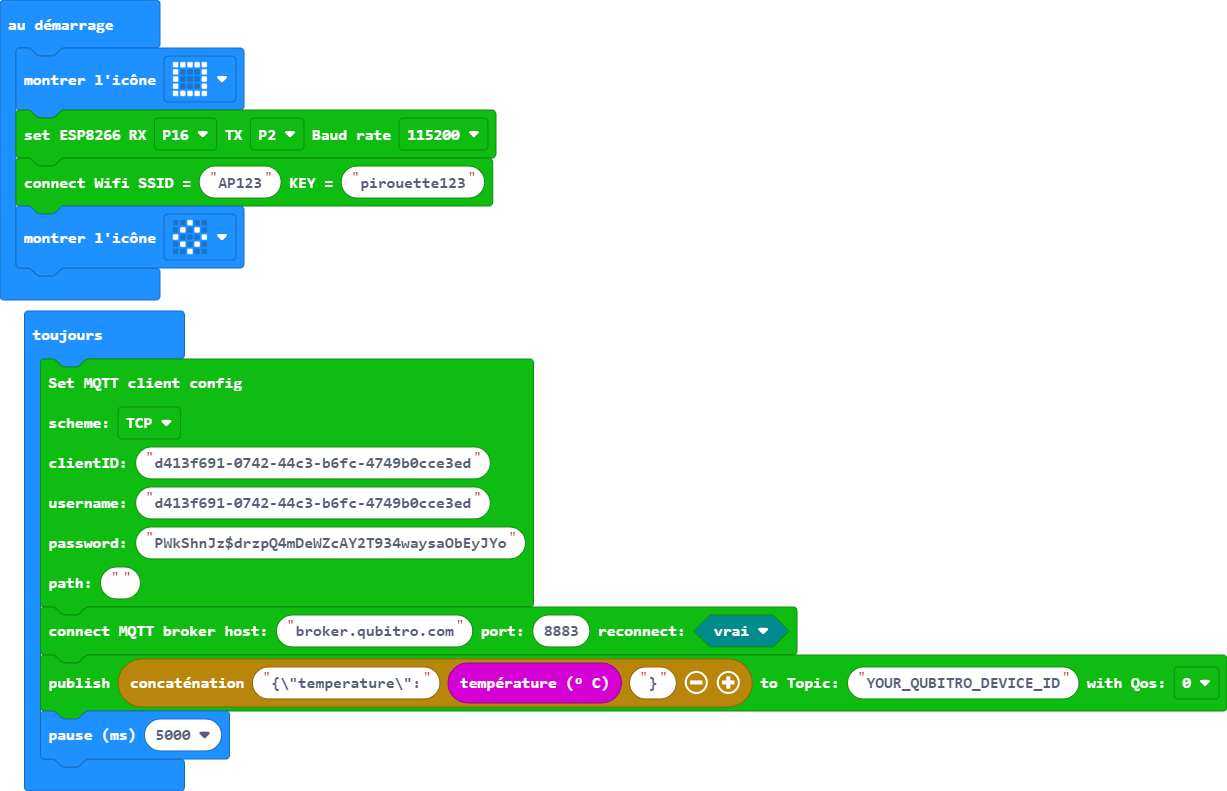 au démarrage
montrer l'icône
set ESP8266 RX P16 TX P2 Baud rate 115200
connect Wifi SSID = "AP123" KEY = "pirouette123"
montrer l'icône
toujours
Set MQTT client config
scheme: TCP
clientID: "d413f691-0742-44c3-b6fc-4749b0cce3ed"
username: "d413f691-0742-44c3-b6fc-4749b0cce3ed"
password: "PWkShnJz$drzpQ4mDeWZcAY2T934waysaObEyJYo"
path: ""
connect MQTT broker host: "broker.qubitro.com" port: 8883 reconnect: vrai
publish concaténation "{\"temperature\":" température (º C) "}" to Topic: "YOUR_QUBITRO_DEVICE_ID" with Qos: 0
pause (ms) 5000